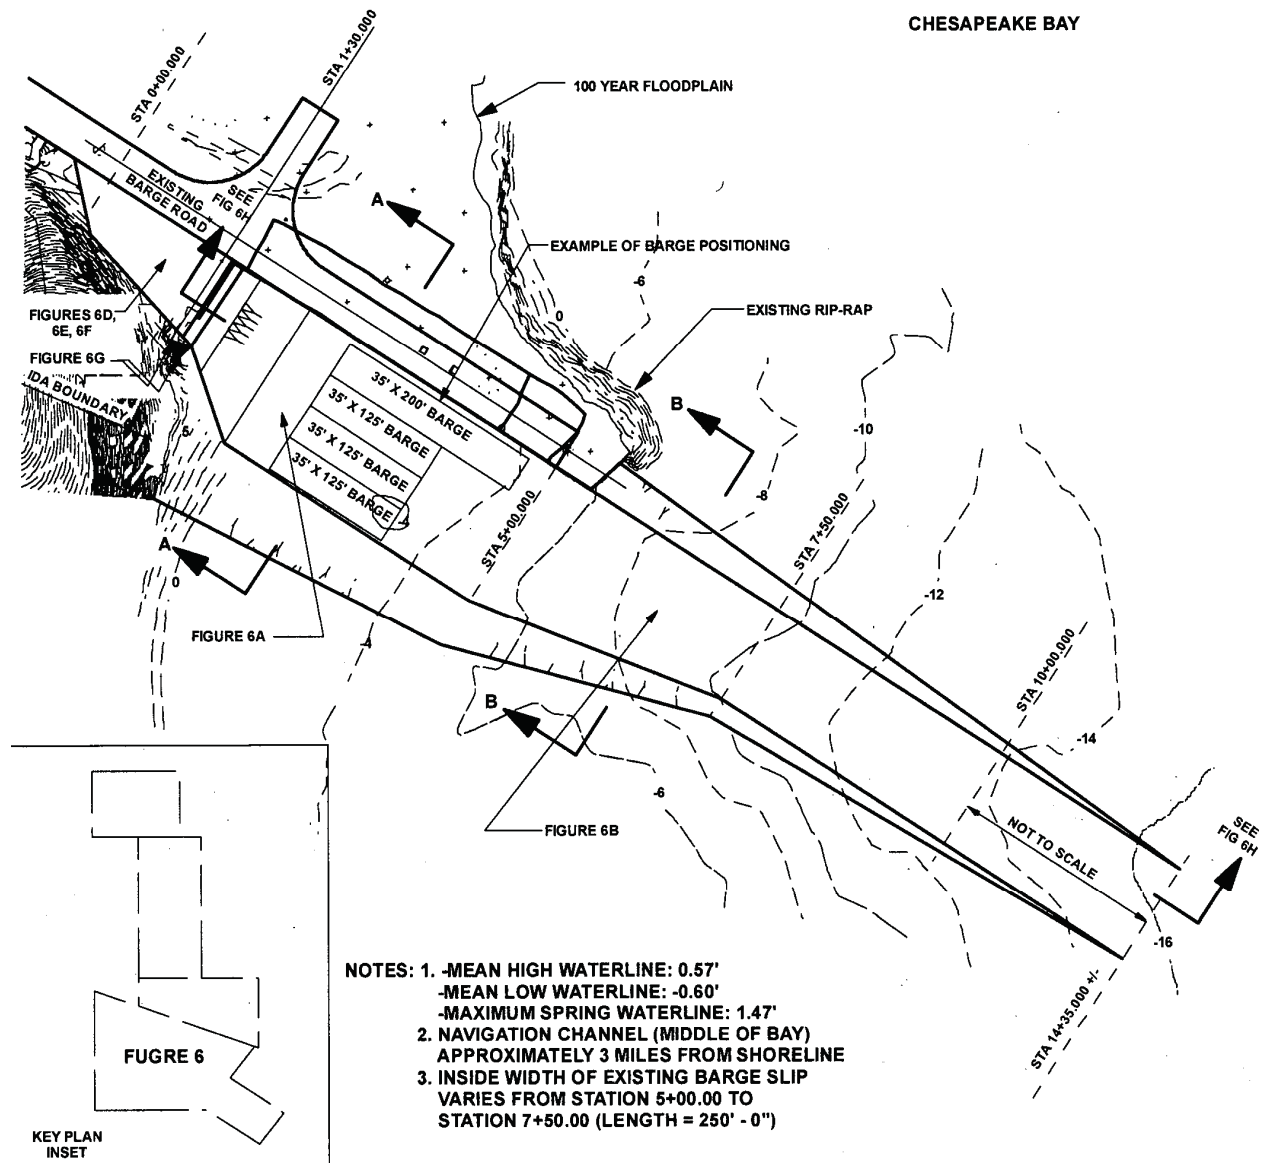 CHESAPEAKE BAY
STA 0+00.000
STA 1+30.000
100 YEAR FLOODPLAIN
EXISTING
BARGE ROAD
SEE
FIG 6H
A
EXAMPLE OF BARGE POSITIONING
-6
0
EXISTING RIP-RAP
FIGURES 6D,
6E, 6F
FIGURE 6G
IDA BOUNDARY
5
35' X 200' BARGE
35' X 125' BARGE
35' X 125' BARGE
35' X 125' BARGE
B
-10
-8
STA 5+00.000
STA 7+50.000
A
0
-12
FIGURE 6A
B
STA 10+00.000
-14
-6
FIGURE 6B
NOT TO SCALE
SEE
FIG 6H
-16
STA 14+35.000 +/-
NOTES: 1. -MEAN HIGH WATERLINE: 0.57'
-MEAN LOW WATERLINE: -0.60'
-MAXIMUM SPRING WATERLINE: 1.47'
2. NAVIGATION CHANNEL (MIDDLE OF BAY)
APPROXIMATELY 3 MILES FROM SHORELINE
3. INSIDE WIDTH OF EXISTING BARGE SLIP
VARIES FROM STATION 5+00.00 TO
STATION 7+50.00 (LENGTH = 250' - 0")
FUGRE 6
KEY PLAN
INSET